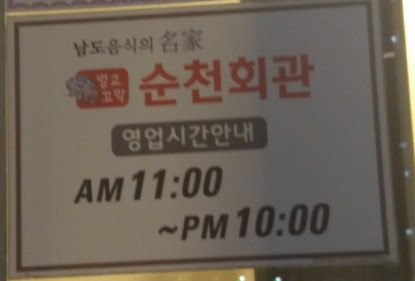 남도음식의 名家
벌교
꼬막
순천회관
영업시간안내
AM 11:00
~PM 10:00